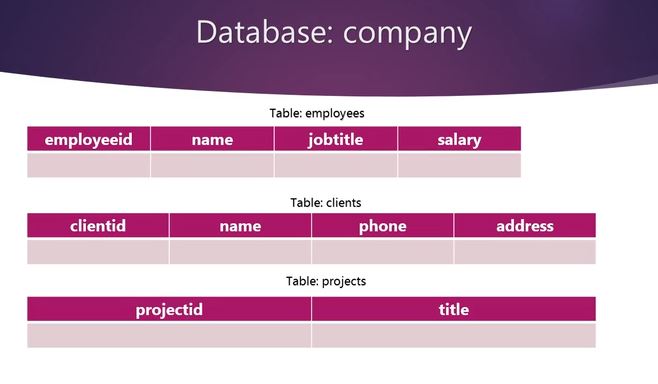 Database: company
Table: employees
employeeid name jobtitle salary
Table: clients
clientid name phone address
Table: projects
projectid title